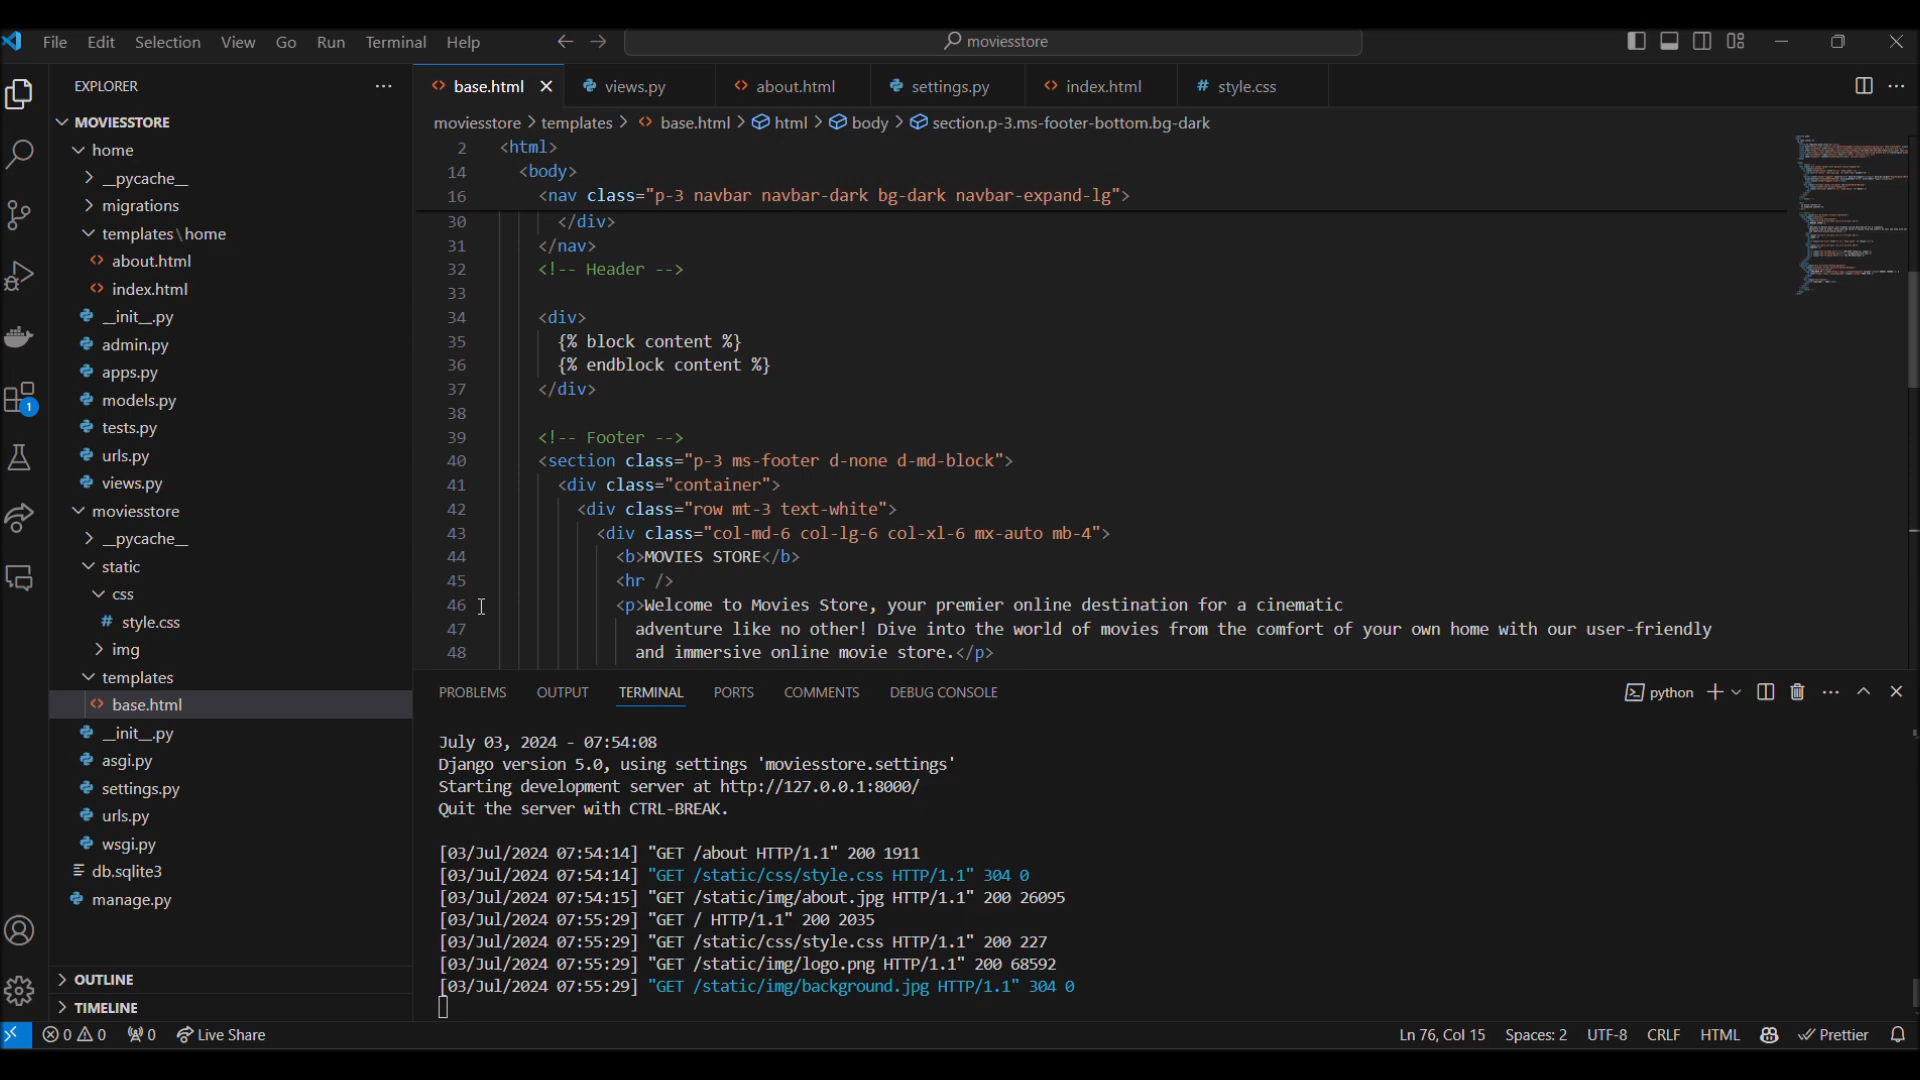 File Edit Selection View Go Run Terminal Help
moviesstore
EXPLORER
base.html
views.py
about.html
settings.py
index.html
# style.css
moviesstore > templates > base.html > html > body > section.p-3.ms-footer-bottom.bg-dark
MOVIESSTORE
home
__pycache__
migrations
templates\home
about.html
index.html
__init__.py
admin.py
apps.py
models.py
tests.py
urls.py
views.py
moviesstore
__pycache__
static
css
# style.css
img
templates
base.html
__init__.py
asgi.py
settings.py
urls.py
wsgi.py
db.sqlite3
manage.py
OUTLINE
TIMELINE
1
2 <html>
14 <body>
16 <nav class="p-3 navbar navbar-dark bg-dark navbar-expand-lg">
30 </div>
31 </nav>
32 <!-- Header -->
33
34 <div>
35 {% block content %}
36 {% endblock content %}
37 </div>
38
39 <!-- Footer -->
40 <section class="p-3 ms-footer d-none d-md-block">
41 <div class="container">
42 <div class="row mt-3 text-white">
43 <div class="col-md-6 col-lg-6 col-xl-6 mx-auto mb-4">
44 <b>MOVIES STORE</b>
45 <hr />
46 <p>Welcome to Movies Store, your premier online destination for a cinematic
47 adventure like no other! Dive into the world of movies from the comfort of your own home with our user-friendly
48 and immersive online movie store.</p>
PROBLEMS OUTPUT TERMINAL PORTS COMMENTS DEBUG CONSOLE
python
July 03, 2024 - 07:54:08
Django version 5.0, using settings 'moviesstore.settings'
Starting development server at http://127.0.0.1:8000/
Quit the server with CTRL-BREAK.
[03/Jul/2024 07:54:14] "GET /about HTTP/1.1" 200 1911
[03/Jul/2024 07:54:14] "GET /static/css/style.css HTTP/1.1" 304 0
[03/Jul/2024 07:54:15] "GET /static/img/about.jpg HTTP/1.1" 200 26095
[03/Jul/2024 07:55:29] "GET / HTTP/1.1" 200 2035
[03/Jul/2024 07:55:29] "GET /static/css/style.css HTTP/1.1" 200 227
[03/Jul/2024 07:55:29] "GET /static/img/logo.png HTTP/1.1" 200 68592
[03/Jul/2024 07:55:29] "GET /static/img/background.jpg HTTP/1.1" 304 0
0 0 0 Live Share
Ln 76, Col 15 Spaces: 2 UTF-8 CRLF HTML Prettier